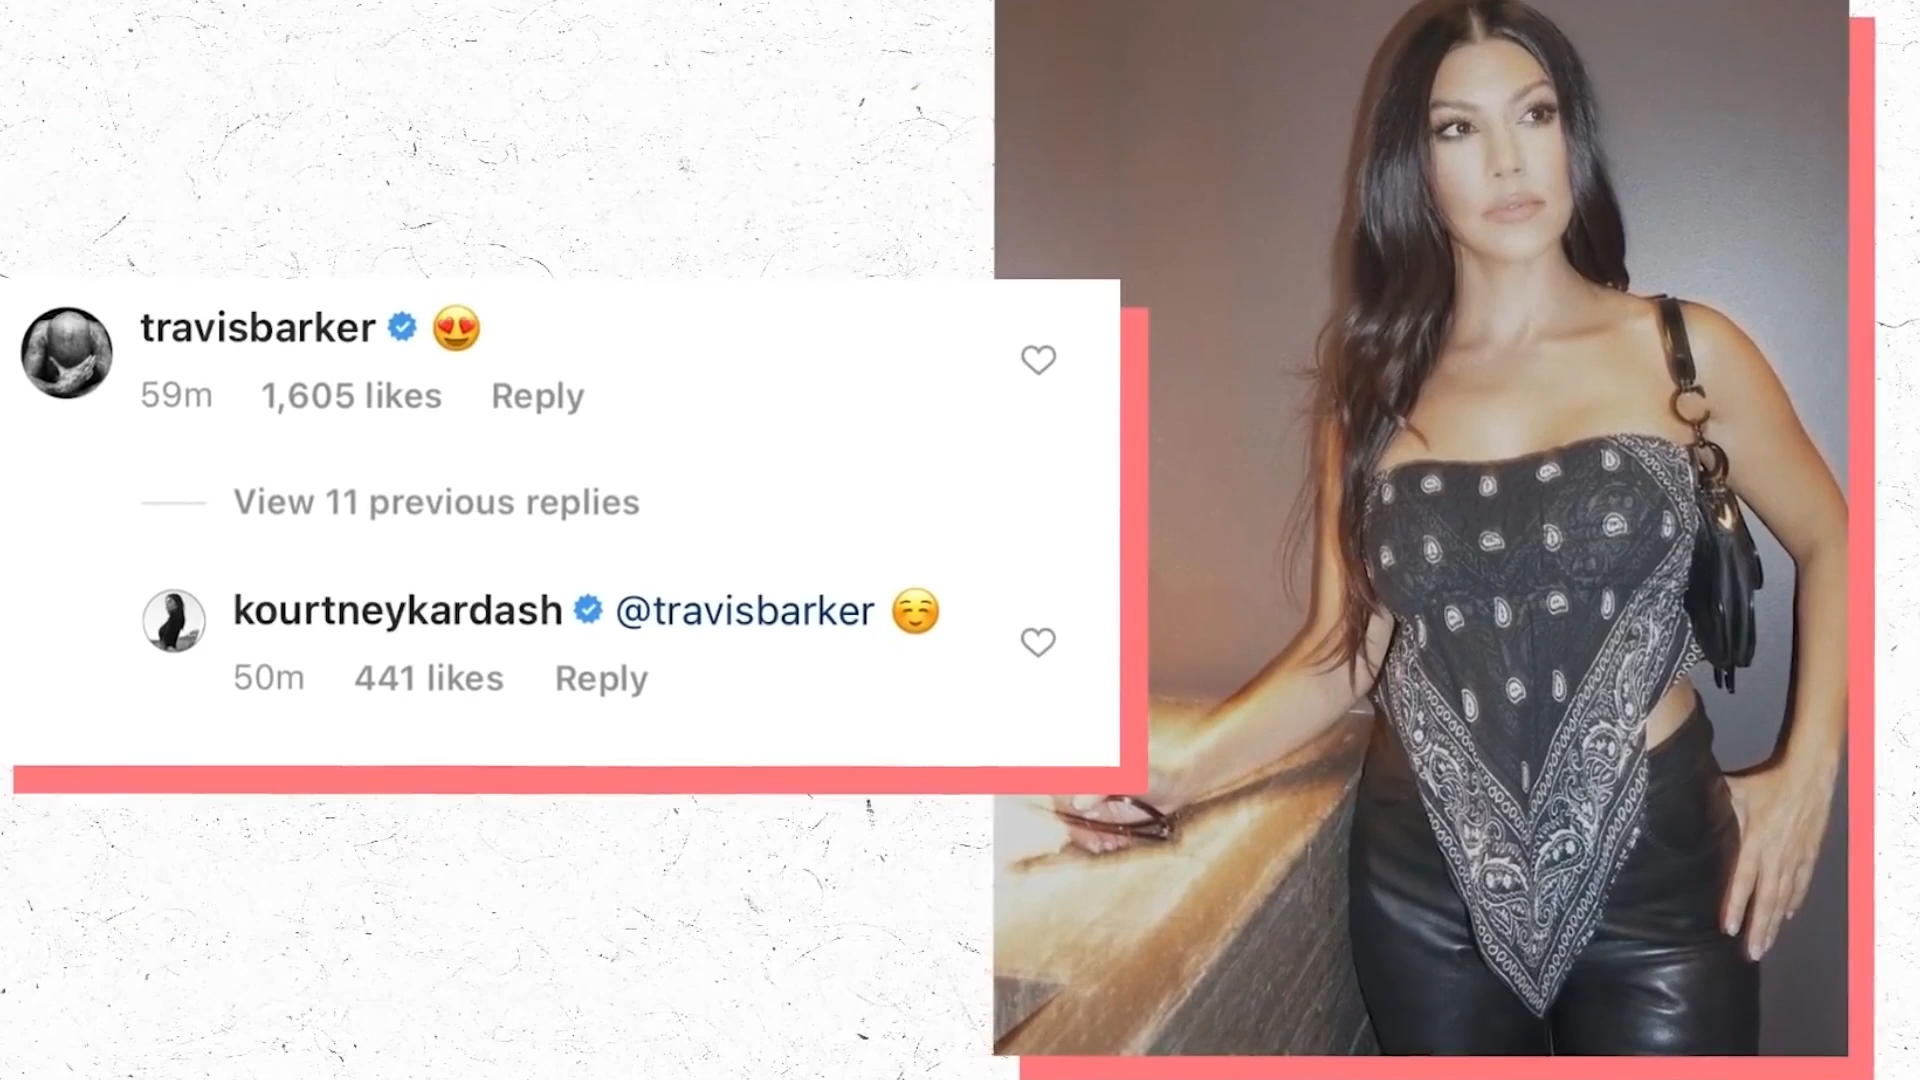 travisbarker 😍
59m 1,605 likes Reply
View 11 previous replies
kourtneykardash @travisbarker ☺️
50m 441 likes Reply